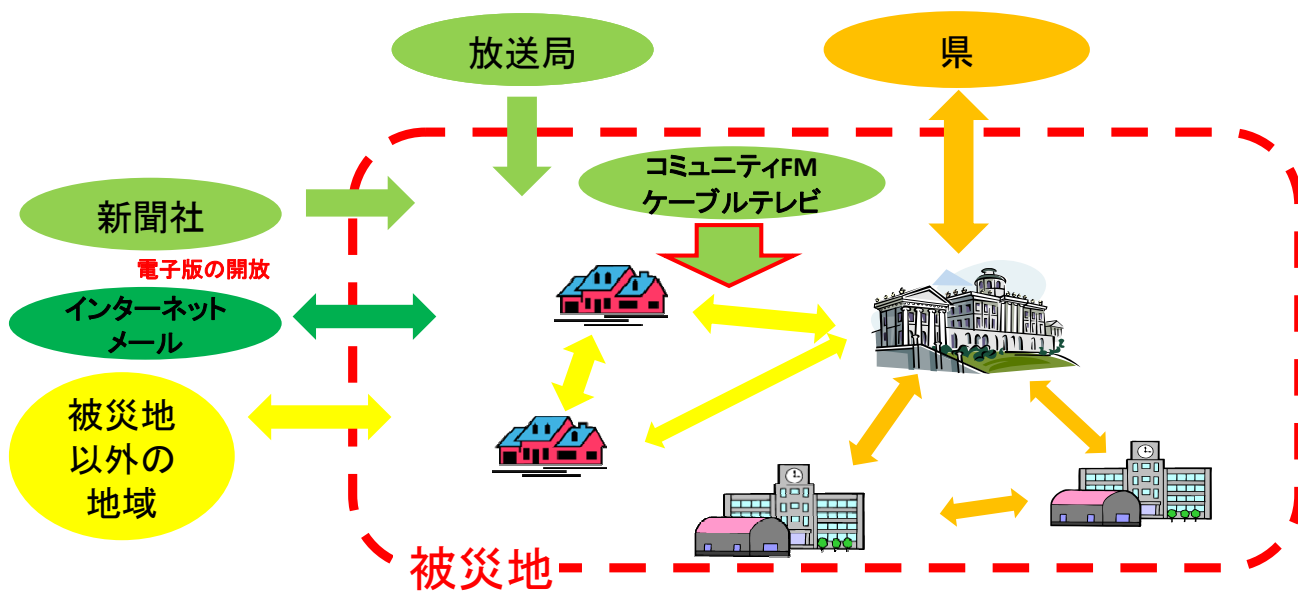 放送局
県
コミュニティFM
ケーブルテレビ
新聞社
電子版の開放
インターネット
メール
被災地
以外の
地域
被災地